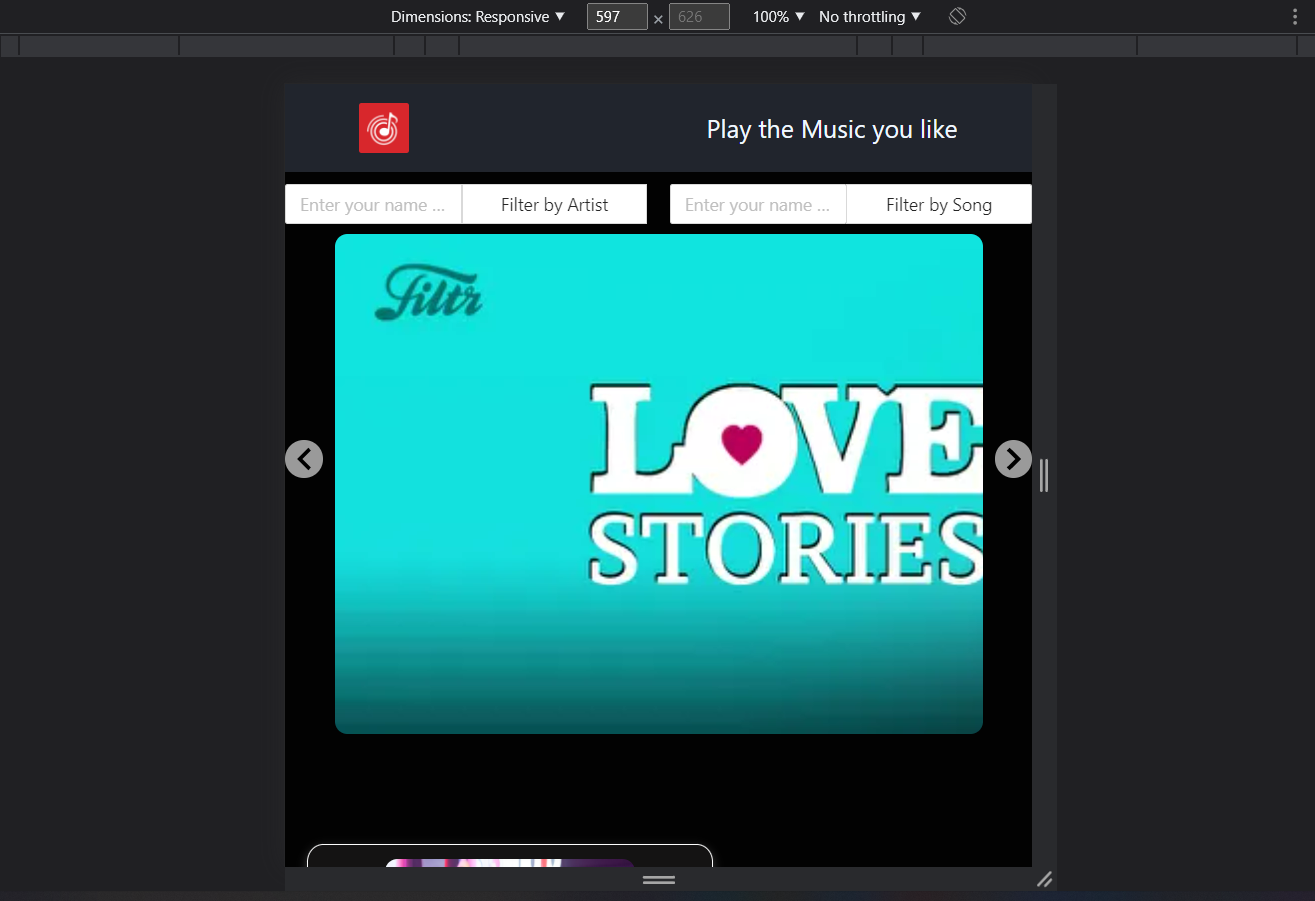 Dimensions: Responsive 597 × 626 100% No throttling
Play the Music you like
Enter your name ... Filter by Artist Enter your name ... Filter by Song
Filtr
LOVE
STORIES